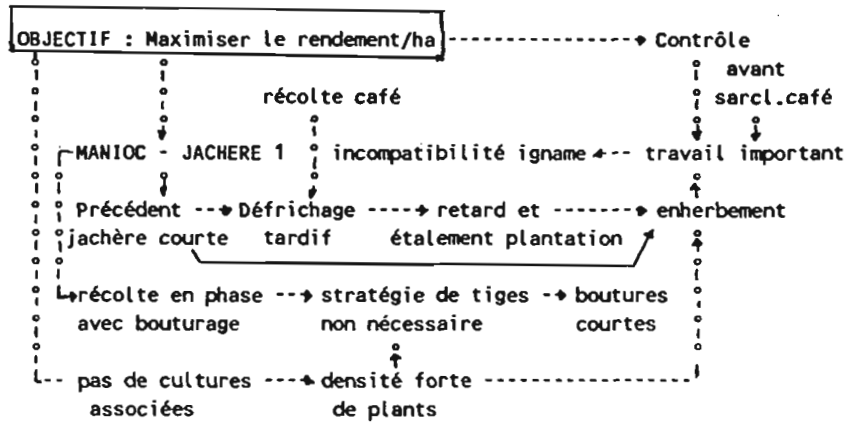 OBJECTIF : Maximiser le rendement/ha Contrôle
avant
récolte café sarcl.café
MANIOC - JACHERE 1 incompatibilité igname travail important
Précédent Défrichage retard et enherbement
jachère courte tardif étalement plantation
récolte en phase stratégie de tiges boutures
avec bouturage non nécessaire courtes
pas de cultures densité forte
associées de plants